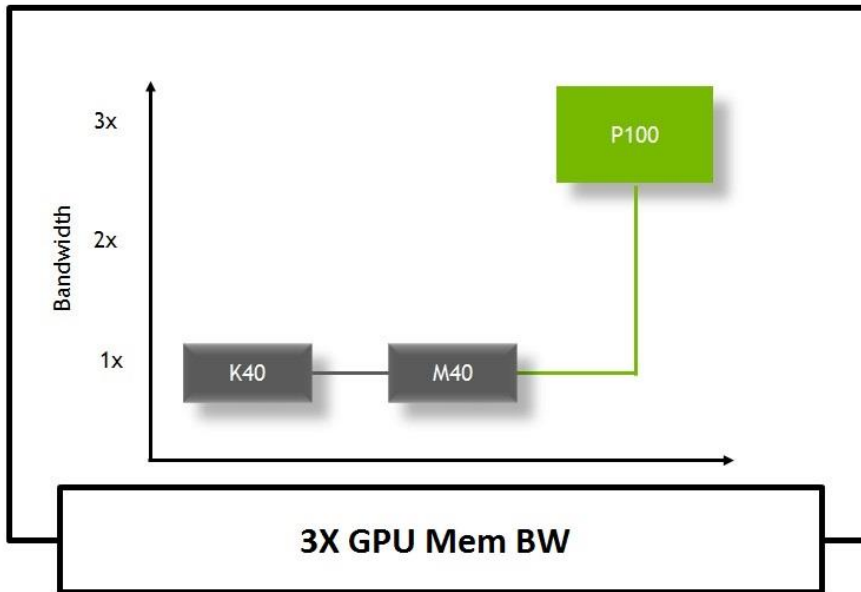 3x
P100
Bandwidth
2x
1x
K40
M40
3X GPU Mem BW